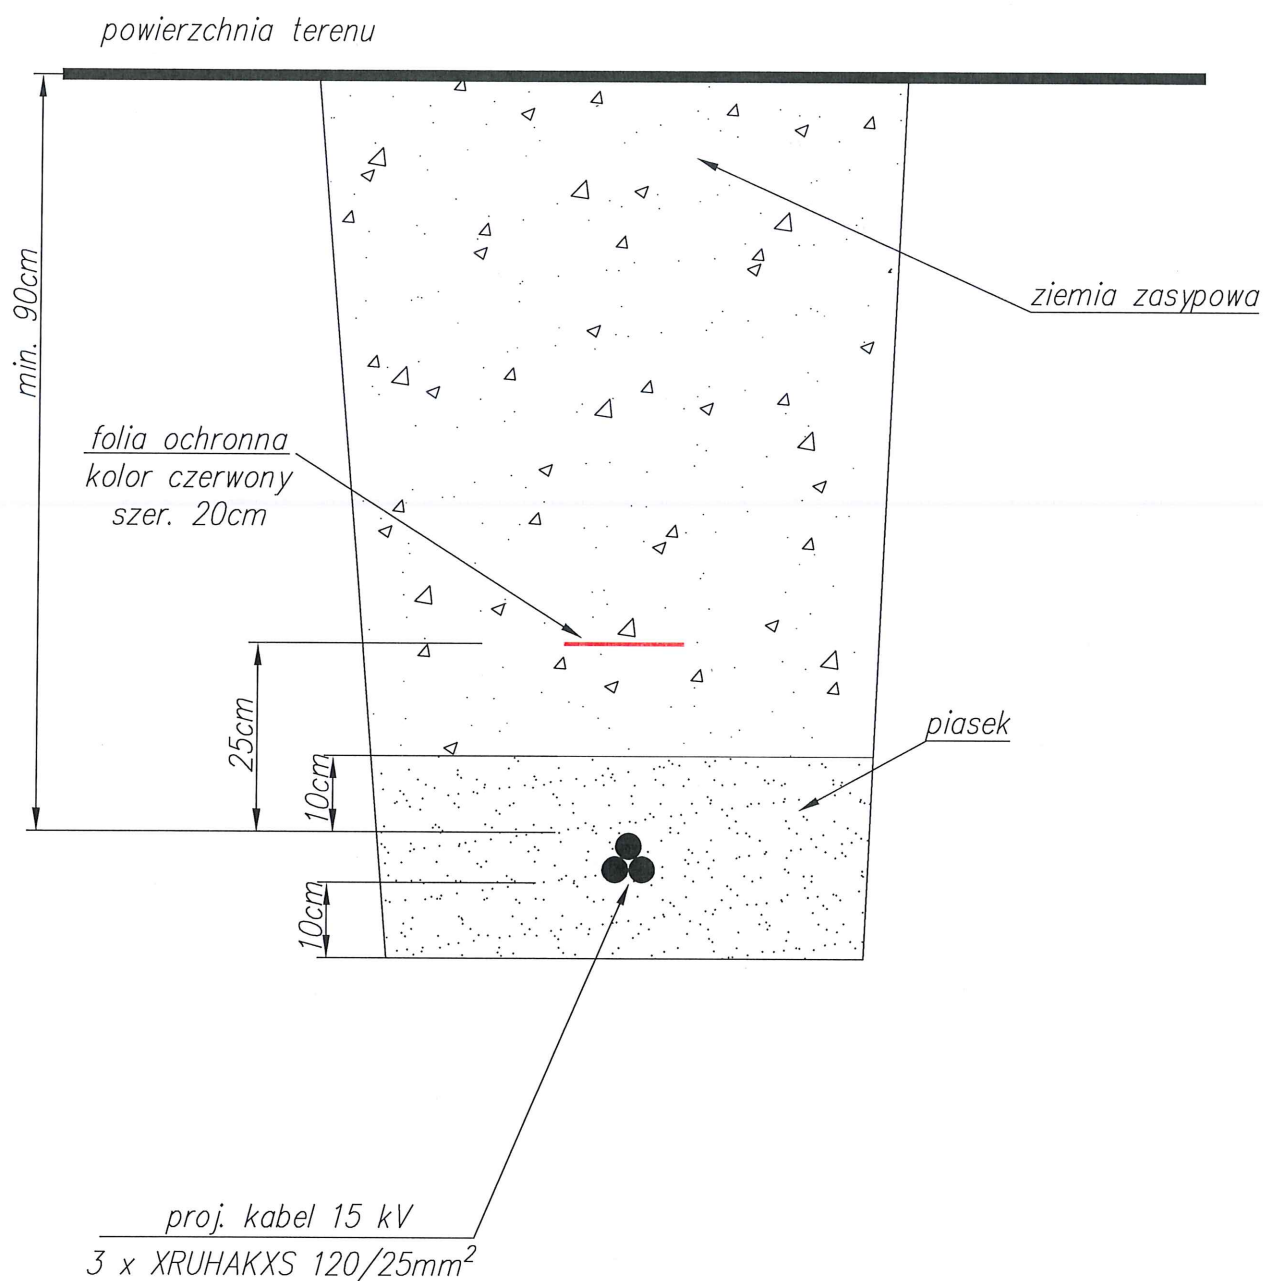 powierzchnia terenu
min. 90cm
ziemia zasypowa
folia ochronna
kolor czerwony
szer. 20cm
25cm
10cm
piasek
10cm
proj. kabel 15 kV
3 x XRUHAKXS 120/25mm²